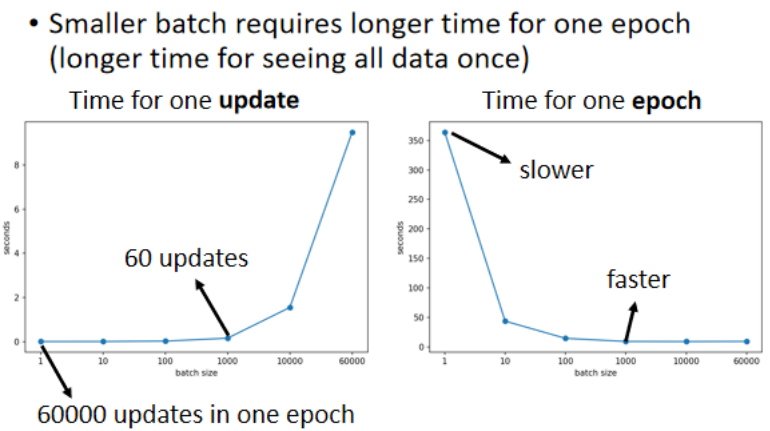 • Smaller batch requires longer time for one epoch
(longer time for seeing all data once)
Time for one update
8
6
4
2
0
seconds
60 updates
1 10 100 1000 10000 60000
batch size
60000 updates in one epoch
Time for one epoch
350
300
250
200
150
100
50
0
seconds
slower
faster
1 10 100 1000 10000 60000
batch size